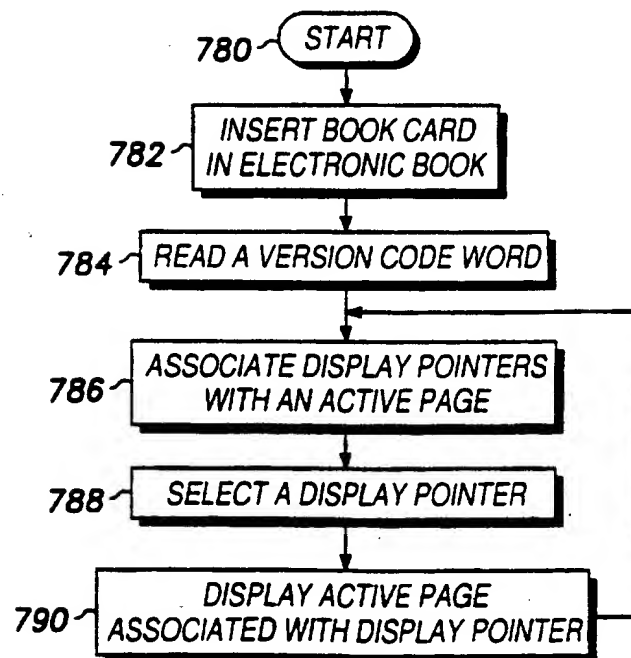 780
START
782
INSERT BOOK CARD
IN ELECTRONIC BOOK
784
READ A VERSION CODE WORD
786
ASSOCIATE DISPLAY POINTERS
WITH AN ACTIVE PAGE
788
SELECT A DISPLAY POINTER
790
DISPLAY ACTIVE PAGE
ASSOCIATED WITH DISPLAY POINTER